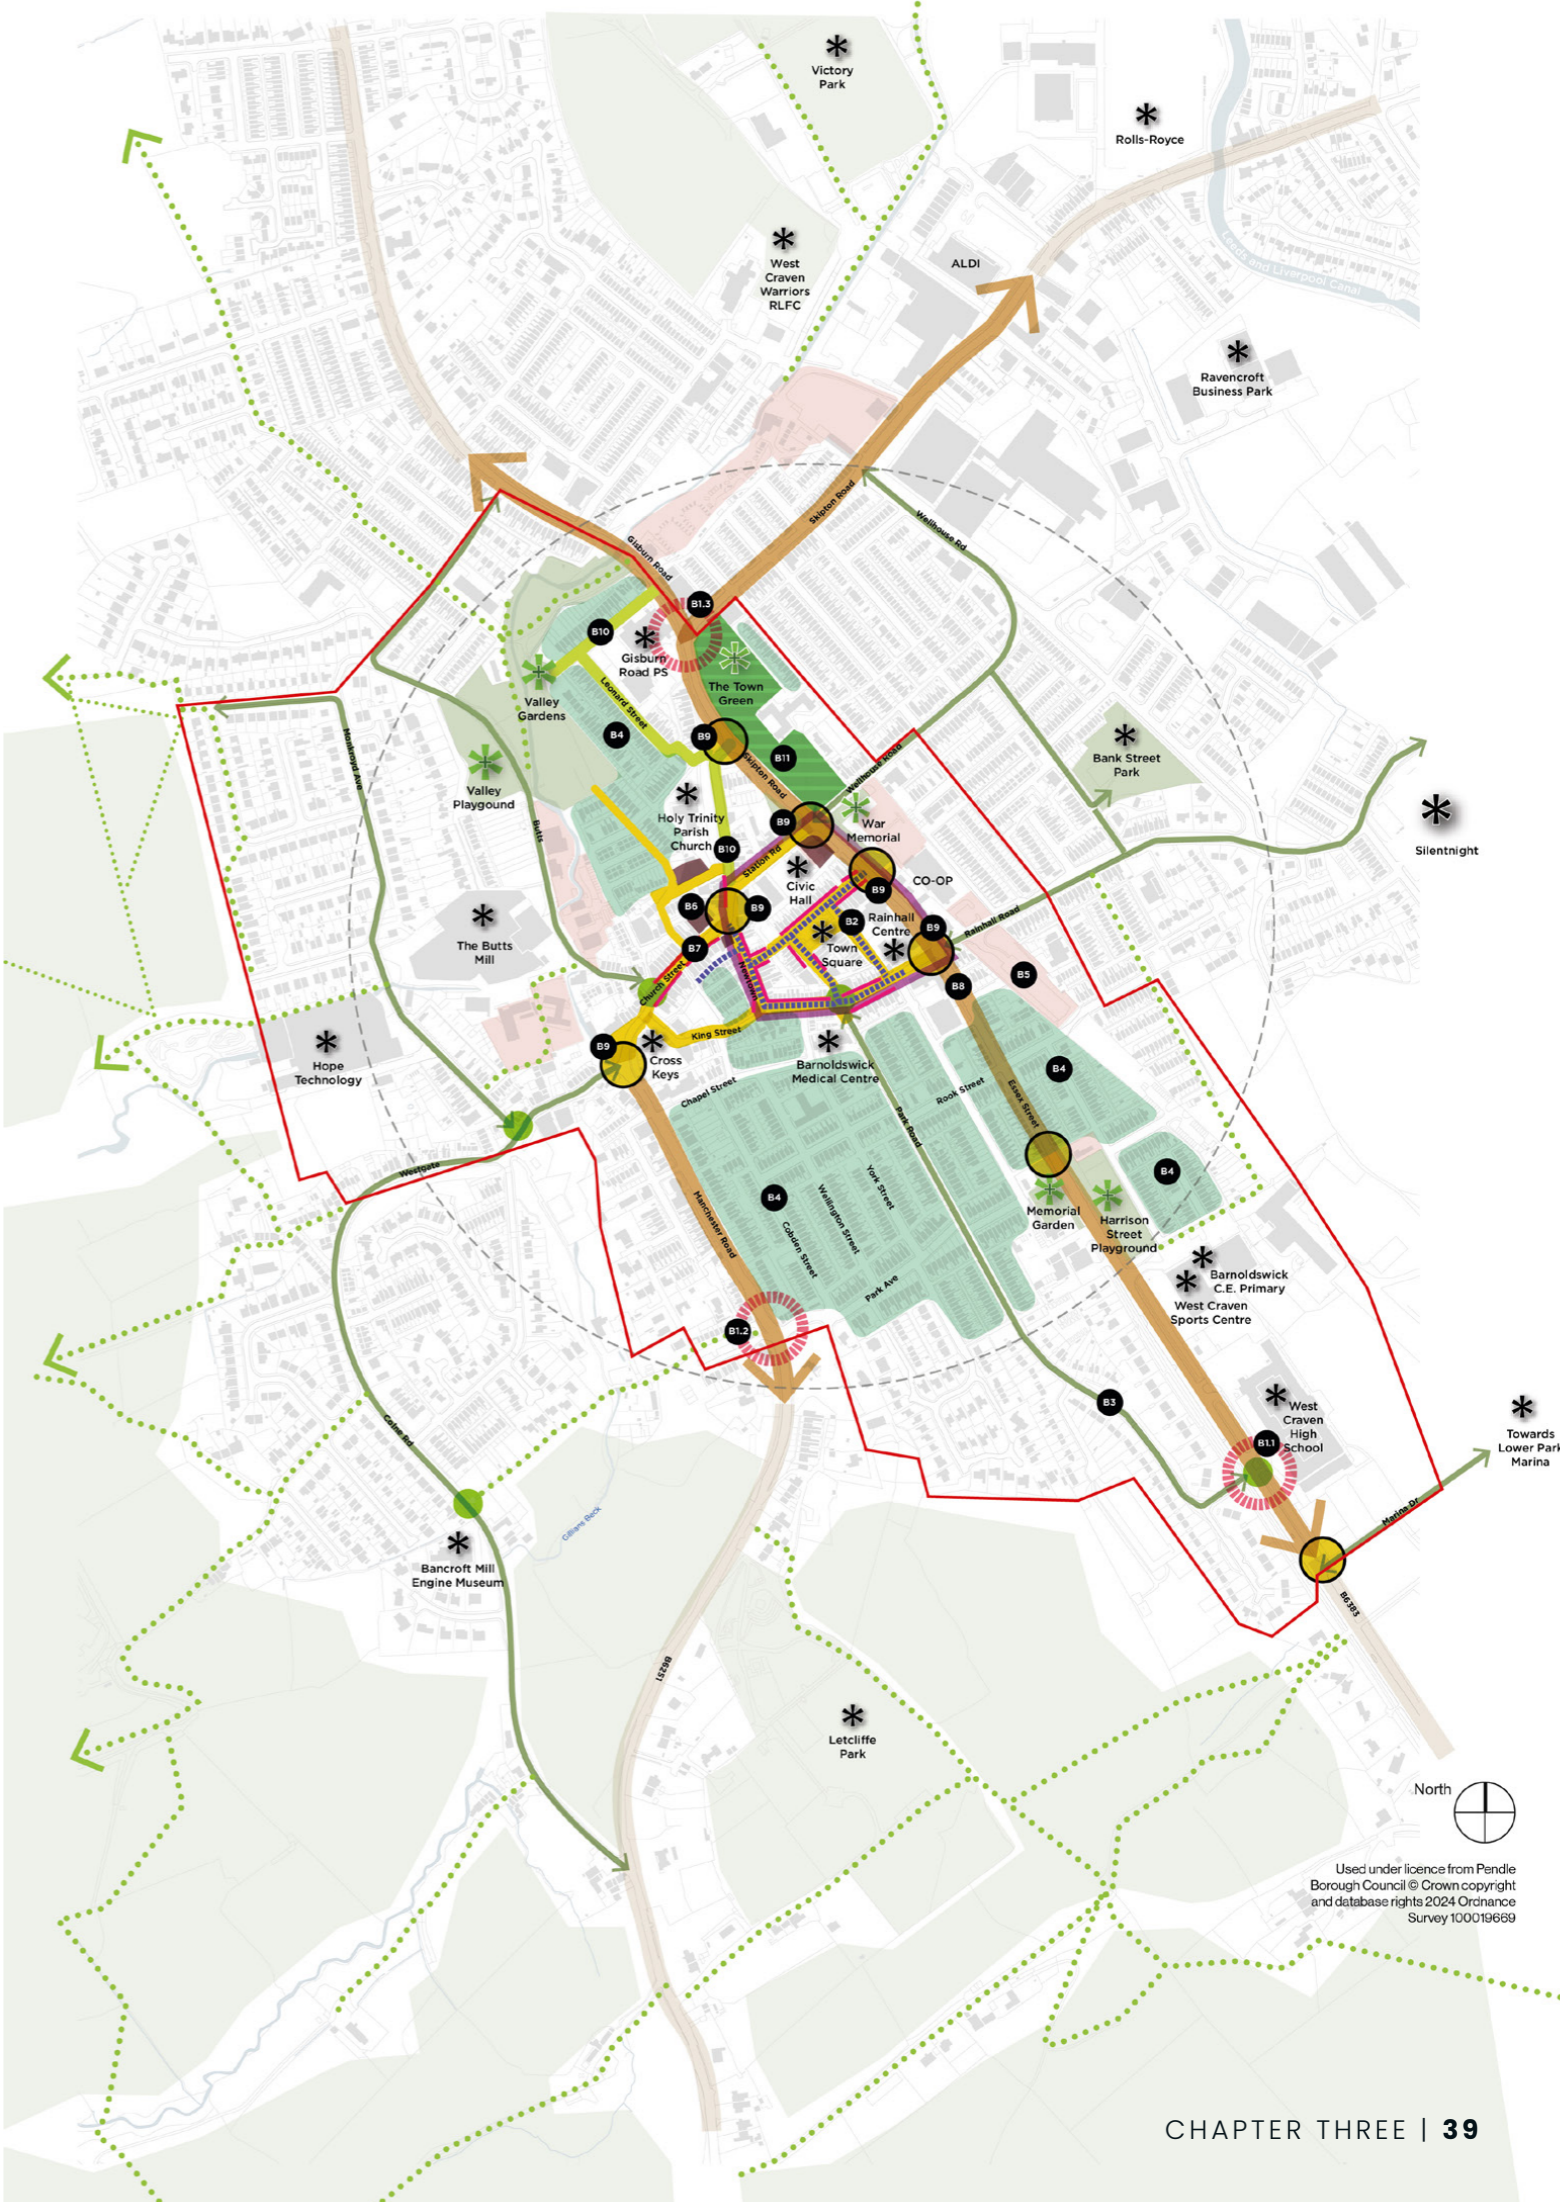 Victory
Park
Rolls-Royce
West
Craven
Warriors
RLFC
ALDI
Leeds and Liverpool Canal
Ravencroft
Business Park
Skipton Road
Wellhouse Rd
Gisburn Road
B1.3
B10
Gisburn
Road PS
The Town
Green
Valley
Gardens
Leonard Street
B4
B9
B11
Skipton Road
Wellhouse Road
Bank Street
Park
Monkroyd Ave
Valley
Playgound
Butts
Holy Trinity
Parish
Church
B9
War
Memorial
Silentnight
B10
Station Rd
Civic
Hall
CO-OP
B9
B6
B9
B2
Rainhall
Centre
B9
Rainhall Road
The Butts
Mill
B7
Town
Square
Newtown
Church Street
B8
B5
King Street
Hope
Technology
B9
Cross
Keys
Barnoldswick
Medical Centre
Chapel Street
Rook Street
Essex Street
B4
Park Road
Westgate
B4
Manchester Road
B4
Cobden Street
Wellington Street
York Street
Memorial
Garden
Harrison
Street
Playground
Park Ave
Barnoldswick
C.E. Primary
West Craven
Sports Centre
B1.2
B3
West
Craven
High
School
B1.1
Towards
Lower Park
Marina
Colne Rd
Marina Dr
Gillians Beck
Bancroft Mill
Engine Museum
B6383
B6251
Letcliffe
Park
North
Used under licence from Pendle
Borough Council © Crown copyright
and database rights 2024 Ordnance
Survey 100019669
CHAPTER THREE | 39